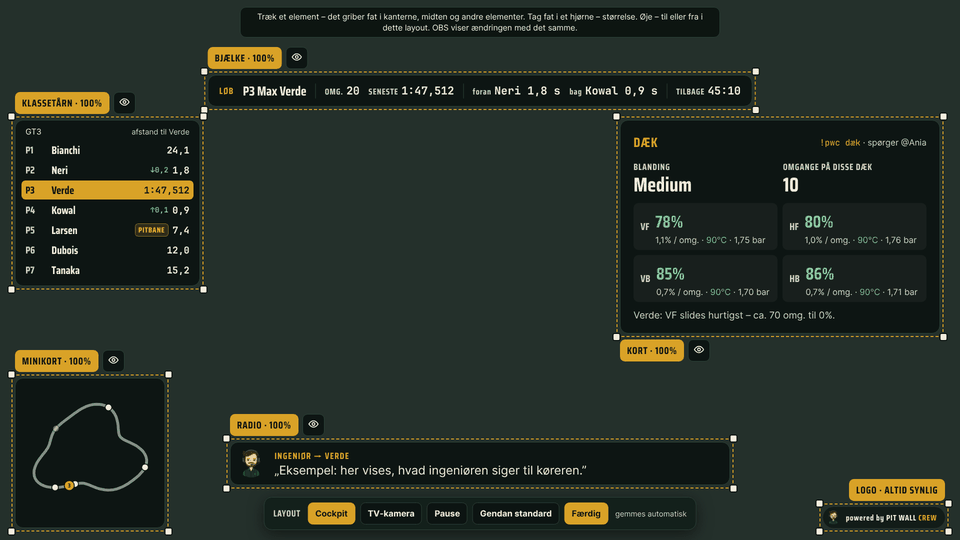 Træk et element – det griber fat i kanterne, midten og andre elementer. Tag fat i et hjørne – størrelse. Øje – til eller fra i
dette layout. OBS viser ændringen med det samme.
BJÆLKE · 100%
LØB P3 Max Verde OMG. 20 SENESTE 1:47,512 foran Neri 1,8 s bag Kowal 0,9 s TILBAGE 45:10
KLASSETÅRN · 100%
GT3 afstand til Verde
P1 Bianchi 24,1
P2 Neri ↓0,2 1,8
P3 Verde 1:47,512
P4 Kowal ↑0,1 0,9
P5 Larsen PITBANE 7,4
P6 Dubois 12,0
P7 Tanaka 15,2
DÆK !pwc dæk · spørger @Ania
BLANDING OMGANGE PÅ DISSE DÆK
Medium 10
VF 78%
1,1% / omg. · 90°C · 1,75 bar
HF 80%
1,0% / omg. · 90°C · 1,76 bar
VB 85%
0,7% / omg. · 90°C · 1,70 bar
HB 86%
0,7% / omg. · 90°C · 1,71 bar
Verde: VF slides hurtigst – ca. 70 omg. til 0%.
KORT · 100%
MINIKORT · 100%
RADIO · 100%
INGENIØR → VERDE
„Eksempel: her vises, hvad ingeniøren siger til køreren.”
LAYOUT Cockpit TV-kamera Pause Gendan standard Færdig gemmes automatisk
LOGO · ALTID SYNLIG
powered by PIT WALL CREW